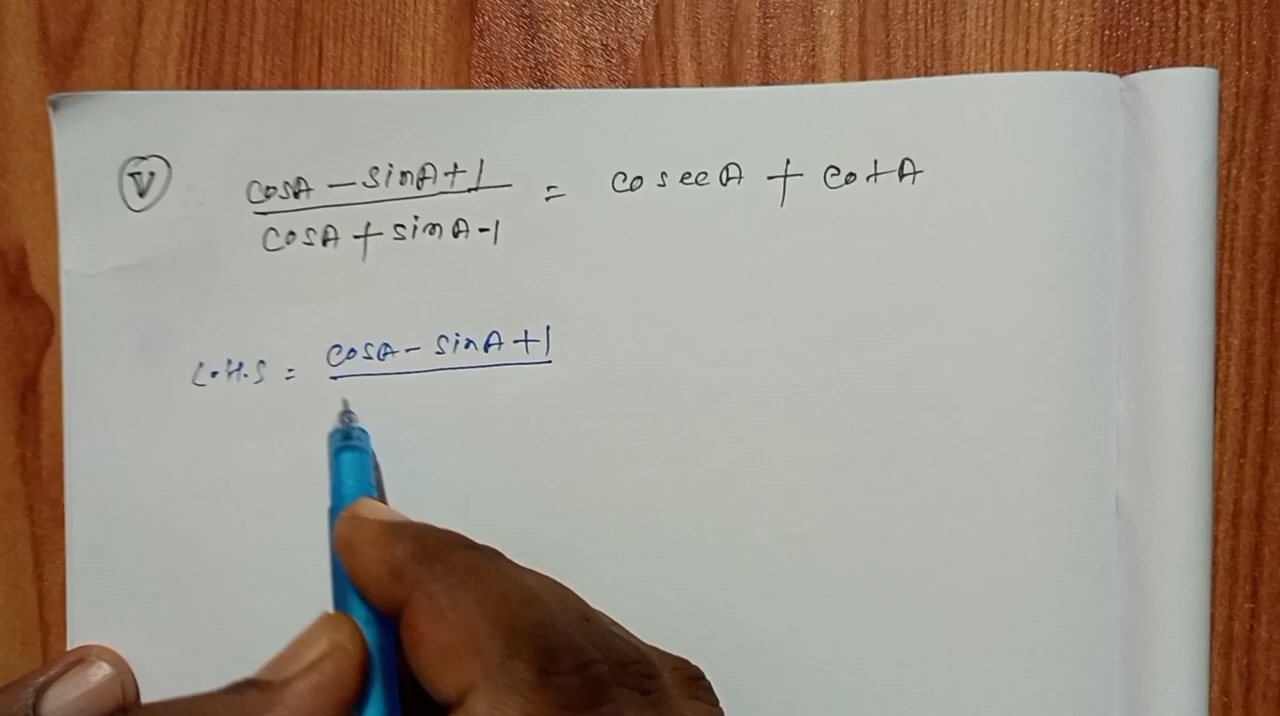 V cosA - sinA + 1 = cosecA + cotA
cosA + sinA - 1
L.H.S = cosA - sinA + 1